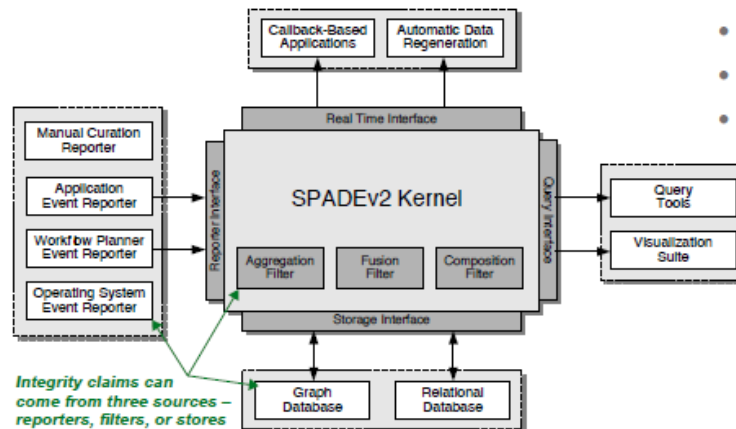 Callback-Based
Applications
Automatic Data
Regeneration
Real Time Interface
Manual Curation
Reporter
Application
Event Reporter
Workflow Planner
Event Reporter
Operating System
Event Reporter
Reporter Interface
SPADEv2 Kernel
Aggregation
Filter
Fusion
Filter
Composition
Filter
Query Interface
Query
Tools
Visualization
Suite
Storage Interface
Graph
Database
Relational
Database
Integrity claims can
come from three sources –
reporters, filters, or stores